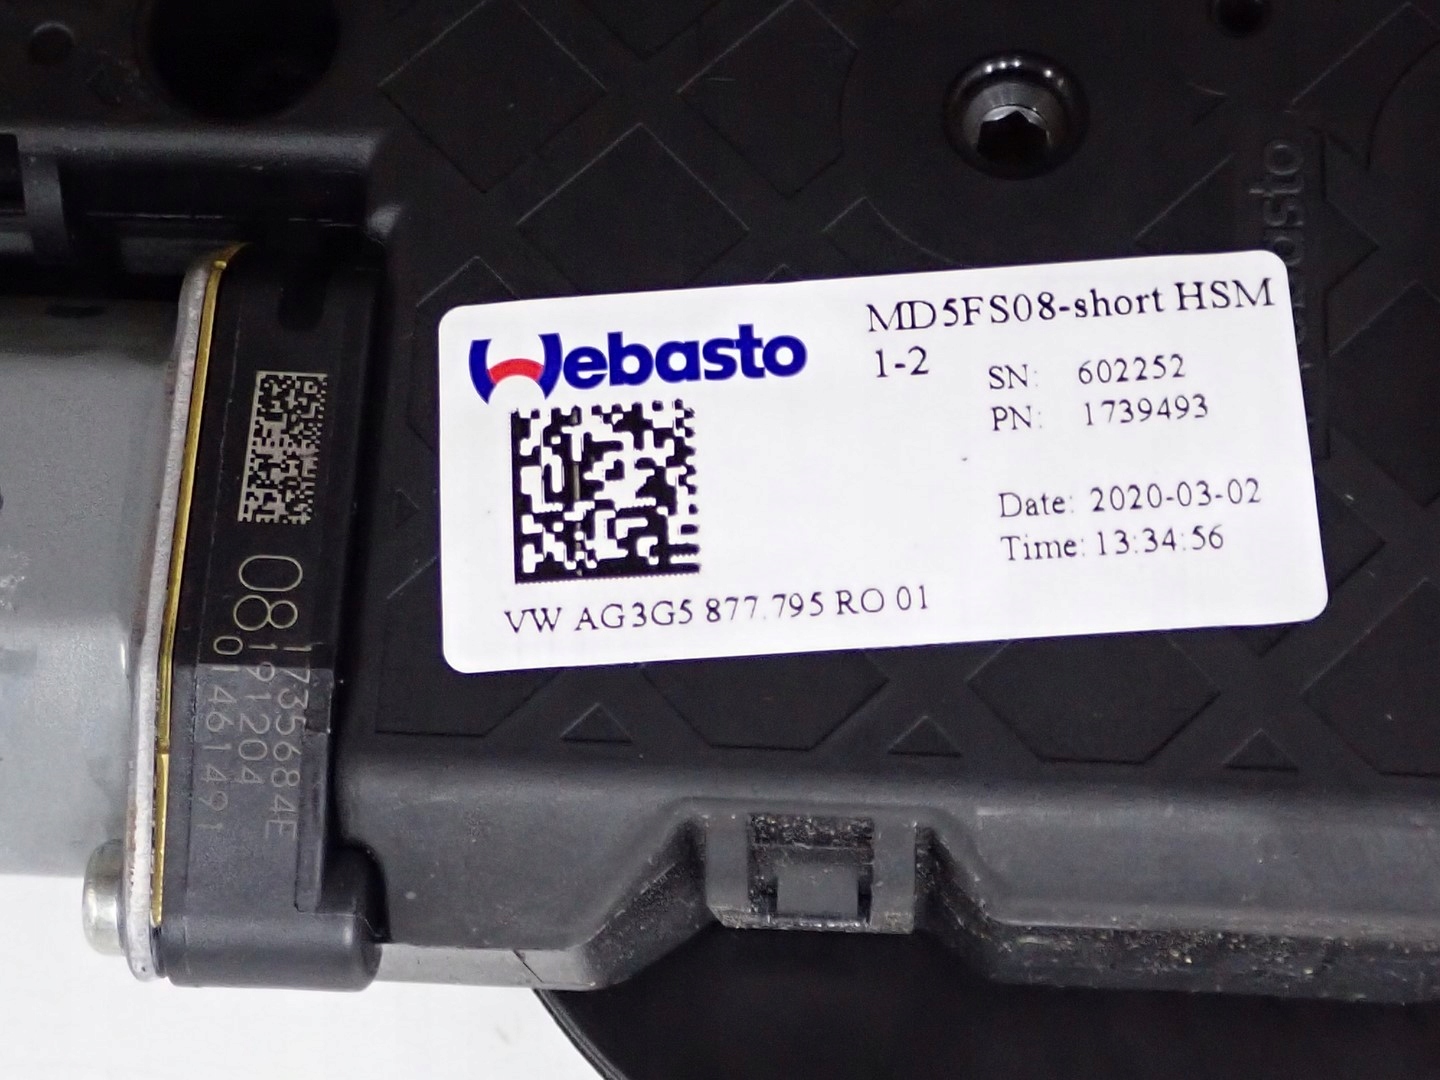 Webasto
MD5FS08-short HSM
1-2
SN: 602252
PN: 1739493
Date: 2020-03-02
Time: 13:34:56
VW AG3G5 877.795 RO 01
08
1735684E
191204
01461491
Webasto